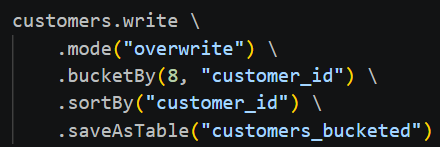 customers.write \
    .mode("overwrite") \
    .bucketBy(8, "customer_id") \
    .sortBy("customer_id") \
    .saveAsTable("customers_bucketed")